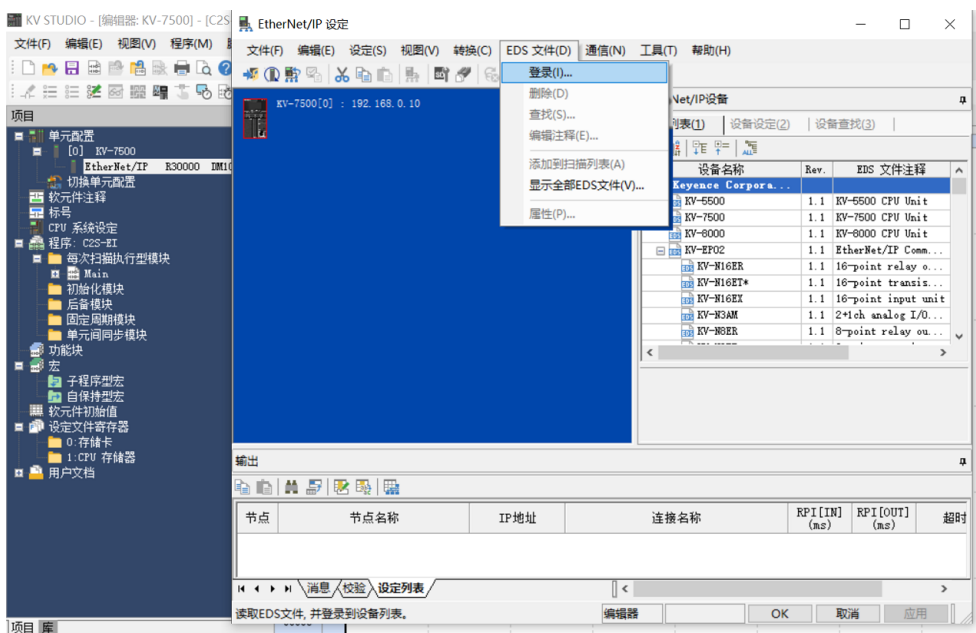 KV STUDIO - [编辑器: KV-7500] - [C2S
文件(F) 编辑(E) 视图(V) 程序(M)
项目
单元配置
[0] KV-7500
EtherNet/IP R30000 DM10
切换单元配置
软元件注释
标号
CPU 系统设定
程序: C2S-EI
每次扫描执行型模块
Main
初始化模块
后备模块
固定周期模块
单元间同步模块
功能块
宏
子程序型宏
自保持型宏
软元件初始值
设定文件寄存器
0:存储卡
1:CPU 存储器
用户文档
项目 库
EtherNet/IP 设定
文件(F) 编辑(E) 设定(S) 视图(V) 转换(C) EDS 文件(D) 通信(N) 工具(T) 帮助(H)
KV-7500[0] : 192.168.0.10
登录(I)...
删除(D)
查找(S)...
编辑注释(E)...
添加到扫描列表(A)
显示全部EDS文件(V)...
属性(P)...
Net/IP设备
列表(1) 设备设定(2) 设备查找(3)
设备名称 Rev. EDS 文件注释
Keyence Corpora...
KV-5500 1.1 KV-5500 CPU Unit
KV-7500 1.1 KV-7500 CPU Unit
KV-8000 1.1 KV-8000 CPU Unit
KV-EP02 1.1 EtherNet/IP Comm...
KV-N16ER 1.1 16-point relay o...
KV-N16ET* 1.1 16-point transis...
KV-N16EX 1.1 16-point input unit
KV-N3AM 1.1 2+1ch analog I/O...
KV-N8ER 1.1 8-point relay ou...
输出
节点 节点名称 IP地址 连接名称 RPI[IN] (ms) RPI[OUT] (ms) 超时
消息 校验 设定列表
读取EDS文件, 并登录到设备列表。 编辑器 OK 取消 应用